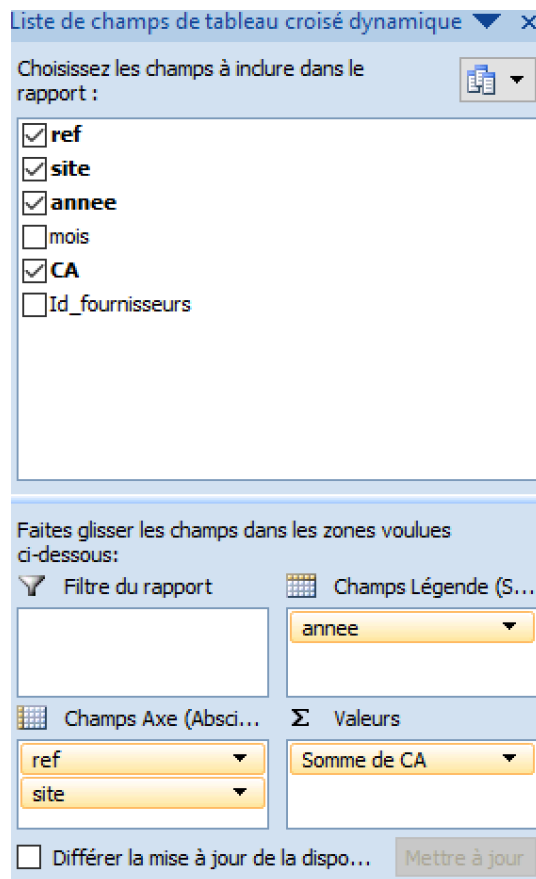 Liste de champs de tableau croisé dynamique
Choisissez les champs à inclure dans le
rapport :
ref
site
annee
mois
CA
Id_fournisseurs
Faites glisser les champs dans les zones voulues
ci-dessous:
Filtre du rapport
Champs Légende (S...
annee
Champs Axe (Absci...
Σ Valeurs
ref
Somme de CA
site
Différer la mise à jour de la dispo...
Mettre à jour